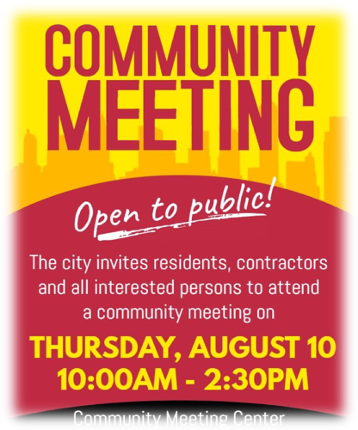 COMMUNITY
MEETING
Open to public!
The city invites residents, contractors
and all interested persons to attend
a community meeting on
THURSDAY, AUGUST 10
10:00AM - 2:30PM
Community Meeting Center